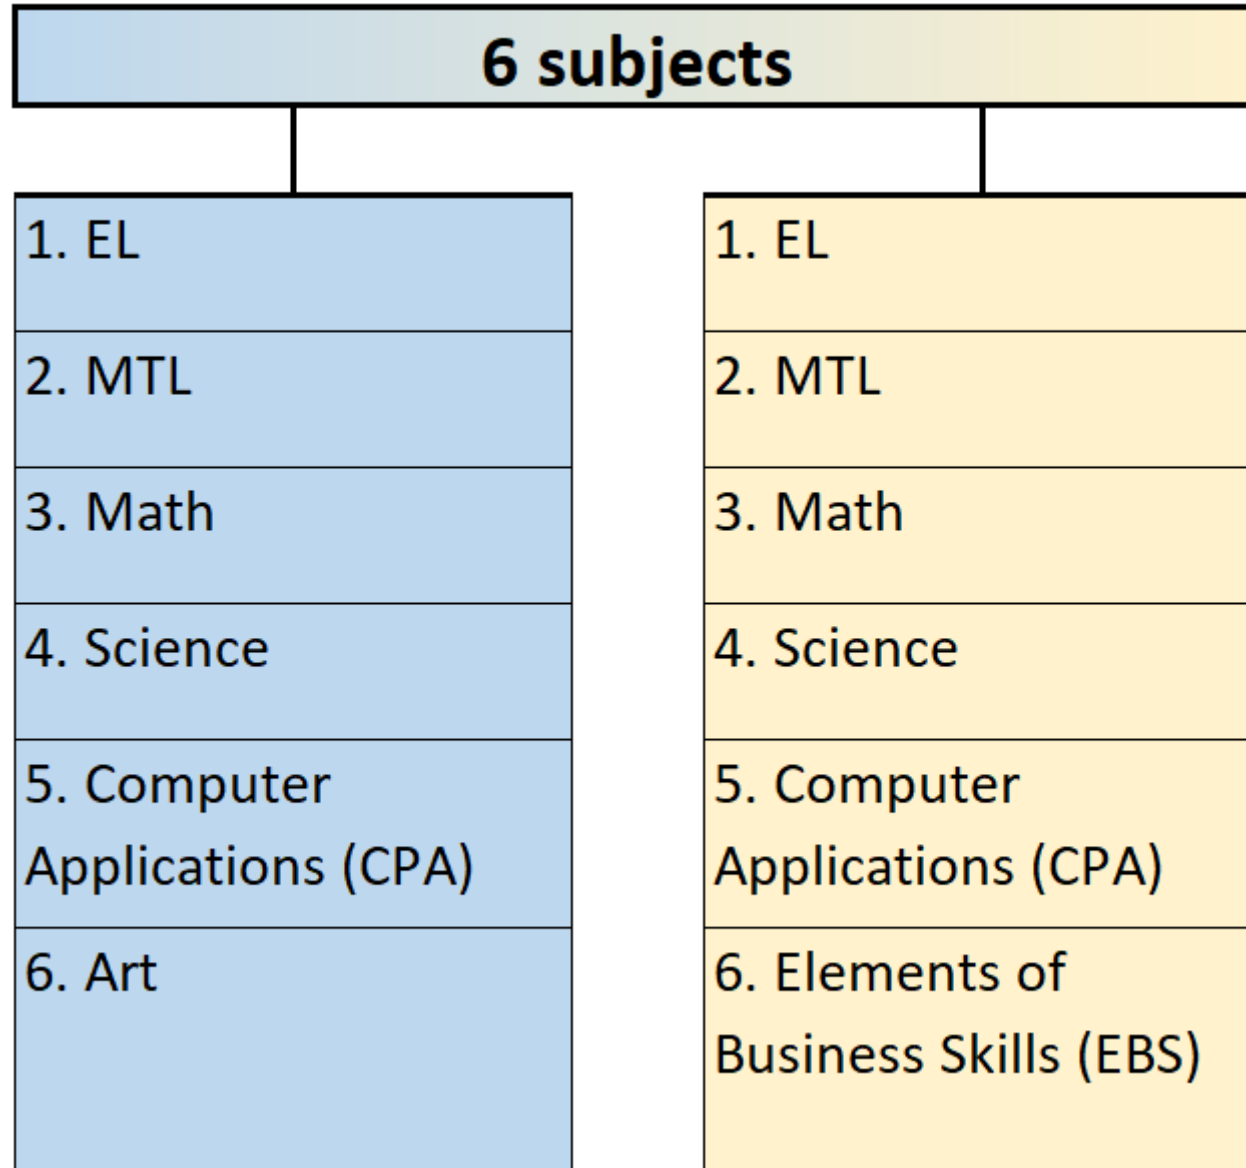 6 subjects
1. EL
2. MTL
3. Math
4. Science
5. Computer
Applications (CPA)
6. Art
1. EL
2. MTL
3. Math
4. Science
5. Computer
Applications (CPA)
6. Elements of
Business Skills (EBS)